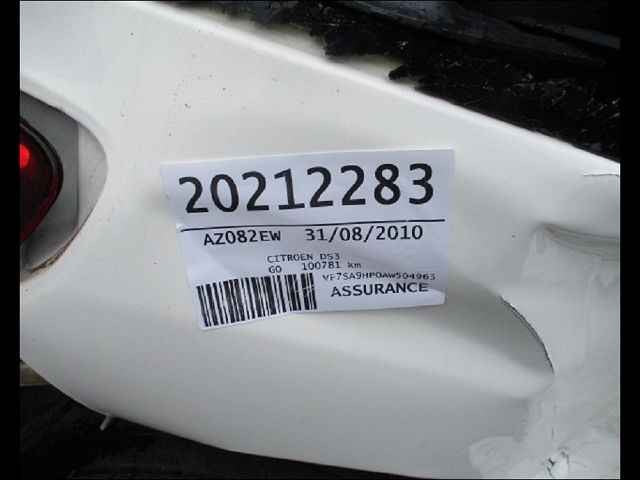 20212283
AZ082EW 31/08/2010
CITROEN DS3
GO 100781 km
VF7SA9HP0AW504963
ASSURANCE